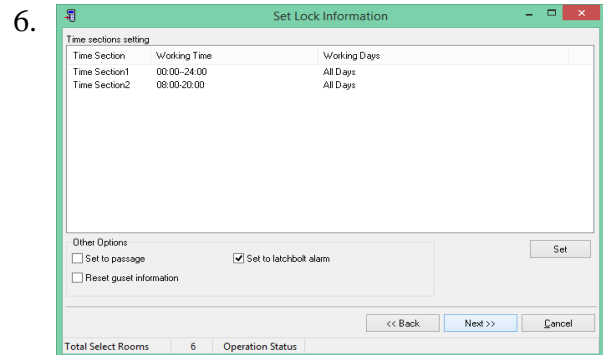 6.
Set Lock Information
Time sections setting
Time Section Working Time Working Days
Time Section1 00:00--24:00 All Days
Time Section2 08:00-20:00 All Days
Other Options
Set to passage Set to latchbolt alarm
Reset guset information
Set
<< Back Next >> Cancel
Total Select Rooms 6 Operation Status